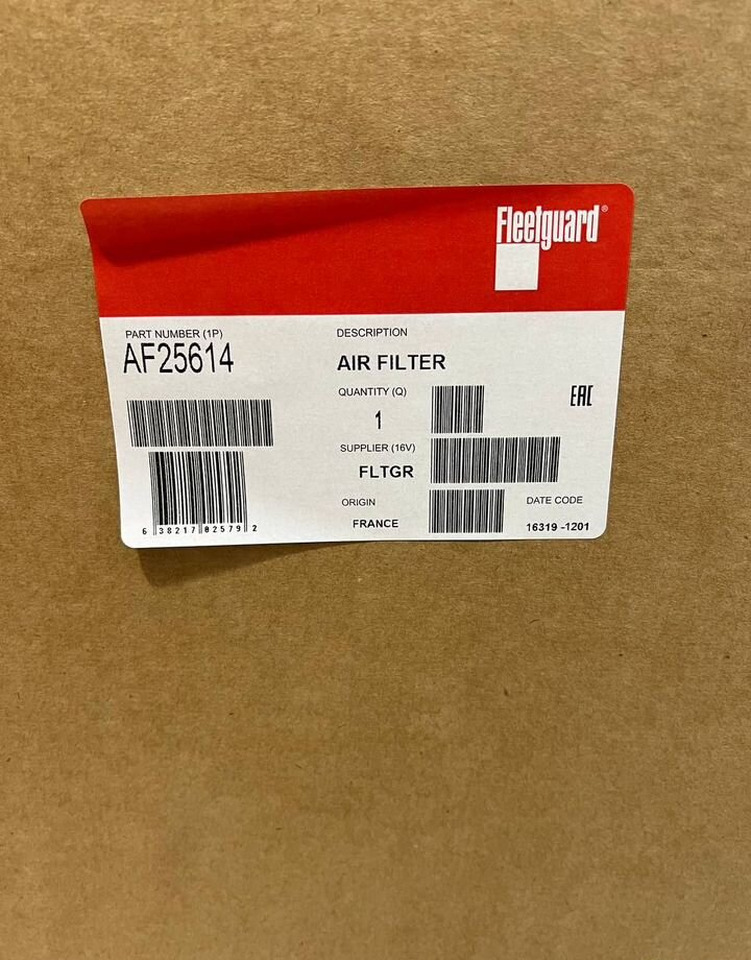 Fleetguard®
PART NUMBER (1P)
AF25614
DESCRIPTION
AIR FILTER
QUANTITY (Q)
1
EAC
SUPPLIER (16V)
FLTGR
ORIGIN
FRANCE
DATE CODE
16319 -1201
6 38217 02579 2